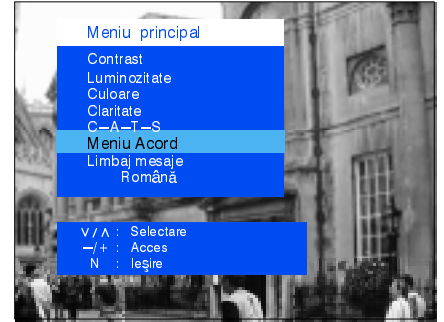 Meniu principal
Contrast
Luminozitate
Culoare
Claritate
C—A—T—S
Meniu Acord
Limbaj mesaje
Română
∨/∧ : Selectare
—/+ : Acces
N : Ieşire